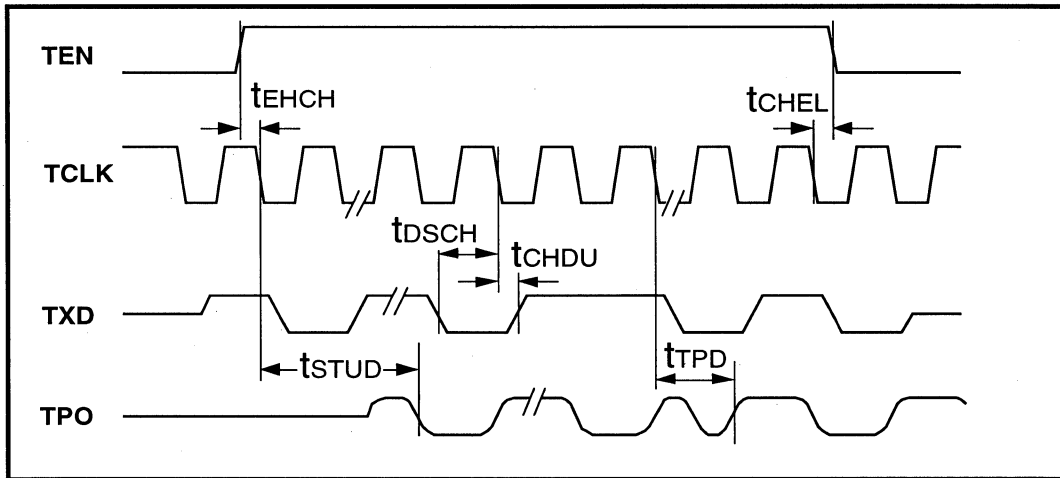 TEN
tEHCH
tCHEL
TCLK
tDSCH
tCHDU
TXD
tSTUD
tTPD
TPO